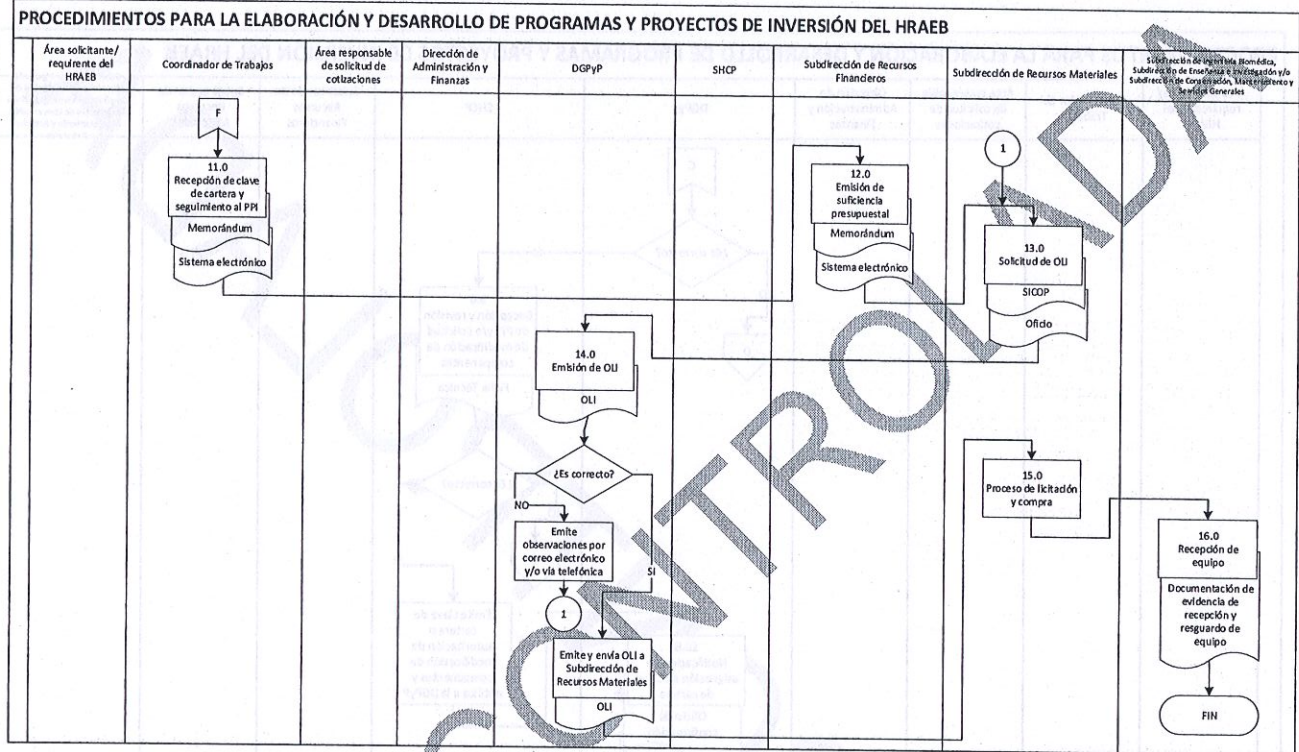 PROCEDIMIENTOS PARA LA ELABORACIÓN Y DESARROLLO DE PROGRAMAS Y PROYECTOS DE INVERSIÓN DEL HRAEB
Área solicitante/
requirente del
HRAEB
Coordinador de Trabajos
Área responsable
de solicitud de
cotizaciones
Dirección de
Administración y
Finanzas
DGPyP
SHCP
Subdirección de Recursos
Financieros
Subdirección de Recursos Materiales
Subdirección de Ingeniería Biomédica,
Subdirección de Enseñanza e Investigación y/o
Subdirección de Conservación, Mantenimiento y
Servicios Generales
F
11.0
Recepción de clave
de cartera y
seguimiento al PPI
Memorándum
Sistema electrónico
12.0
Emisión de
suficiencia
presupuestal
Memorándum
Sistema electrónico
1
13.0
Solicitud de OLI
SICOP
Oficio
14.0
Emisión de OLI
OLI
¿Es correcto?
NO
SI
Emite
observaciones por
correo electrónico
y/o vía telefónica
1
Emite y envía OLI a
Subdirección de
Recursos Materiales
OLI
15.0
Proceso de licitación
y compra
16.0
Recepción de
equipo
Documentación de
evidencia de
recepción y
resguardo de
equipo
FIN
CONTROLADA